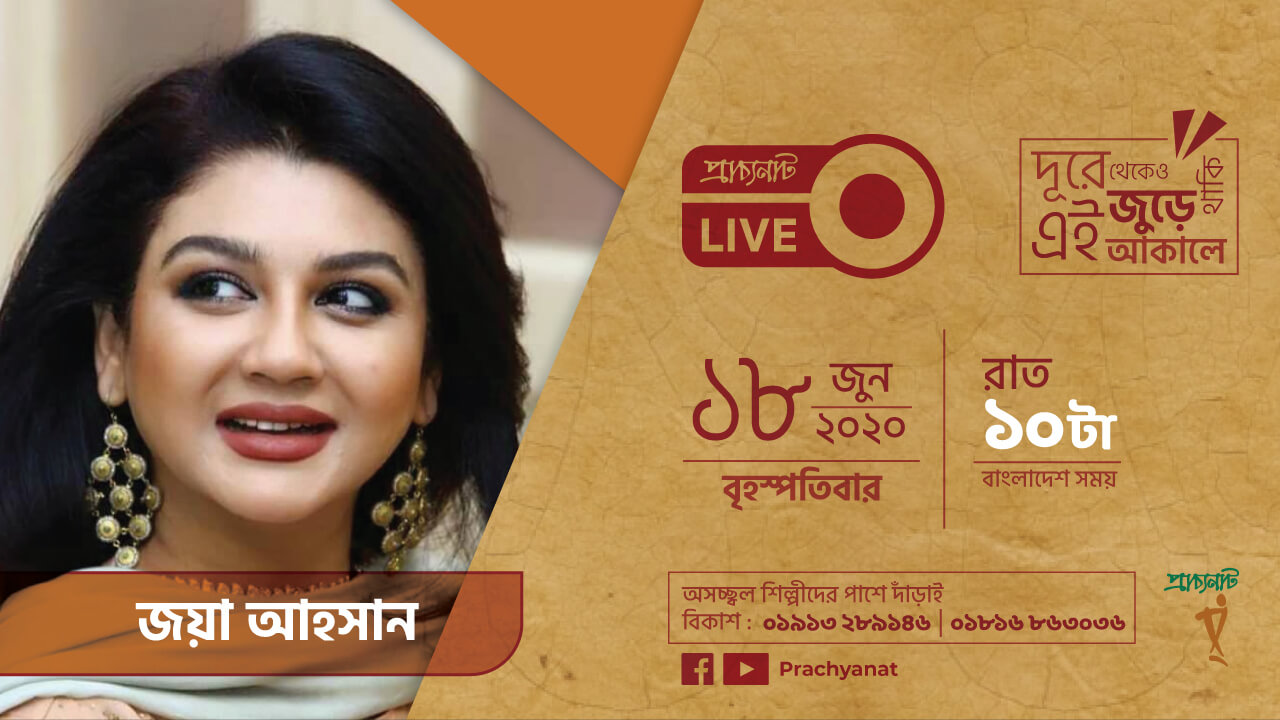 প্রাচ্যনাট
LIVE
দূরে থেকেও
জুড়ে থাকি
এই আকালে
১৮ জুন
২০২০
বৃহস্পতিবার
রাত
১০টা
বাংলাদেশ সময়
জয়া আহসান
অসচ্ছ্বল শিল্পীদের পাশে দাঁড়াই
বিকাশ : ০১৯১৩ ২৮৯১৪৬ | ০১৮১৬ ৮৬৩০৩৬
প্রাচ্যনাট
Prachyanat